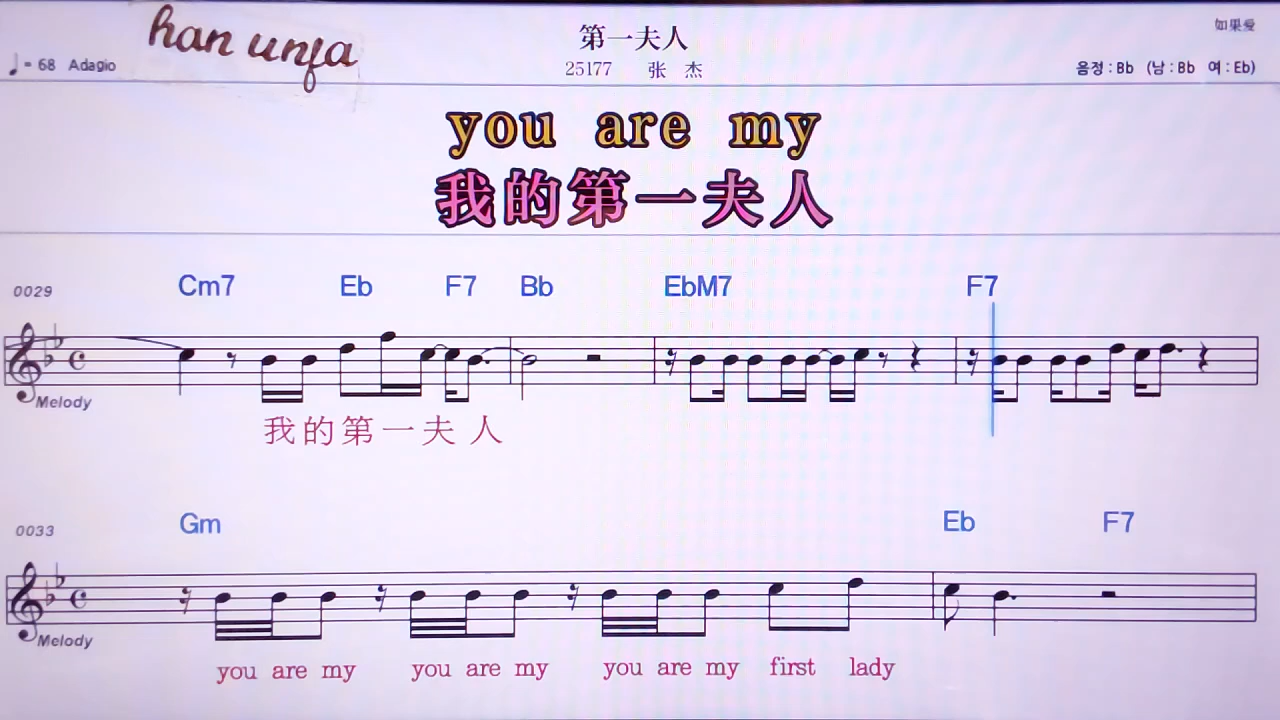 han unfa
第一夫人
如果爱
♩= 68 Adagio
25177 张 杰
음정 : Bb (남 : Bb 여 : Eb)
you are my
我的第一夫人
0029 Cm7 Eb F7 Bb EbM7 F7
Melody
我的第一夫人
0033 Gm Eb F7
Melody
you are my you are my you are my first lady